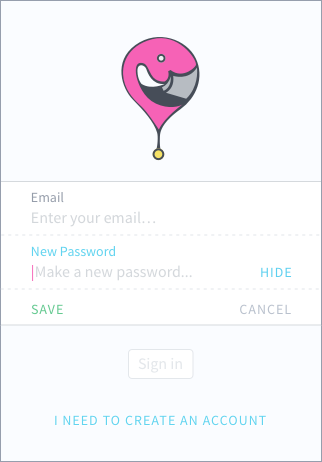 Email
Enter your email...
New Password
Make a new password...
HIDE
SAVE
CANCEL
Sign in
I NEED TO CREATE AN ACCOUNT